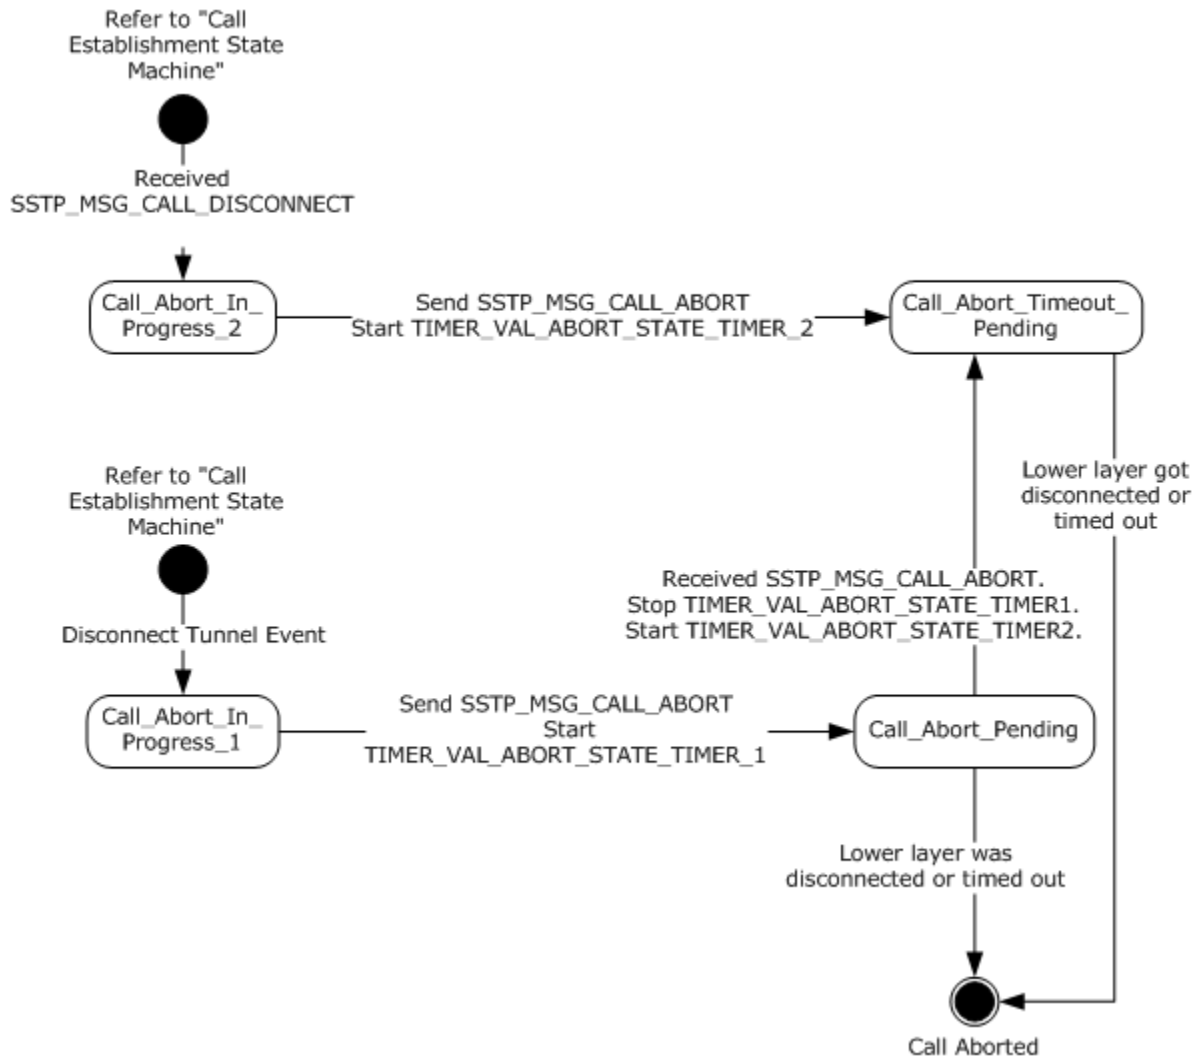 Refer to "Call
Establishment State
Machine"
Received
SSTP_MSG_CALL_DISCONNECT
Call_Abort_In_
Progress_2
Send SSTP_MSG_CALL_ABORT
Start TIMER_VAL_ABORT_STATE_TIMER_2
Call_Abort_Timeout_
Pending
Lower layer got
disconnected or
timed out
Refer to "Call
Establishment State
Machine"
Disconnect Tunnel Event
Received SSTP_MSG_CALL_ABORT.
Stop TIMER_VAL_ABORT_STATE_TIMER1.
Start TIMER_VAL_ABORT_STATE_TIMER2.
Call_Abort_In_
Progress_1
Send SSTP_MSG_CALL_ABORT
Start
TIMER_VAL_ABORT_STATE_TIMER_1
Call_Abort_Pending
Lower layer was
disconnected or timed out
Call Aborted